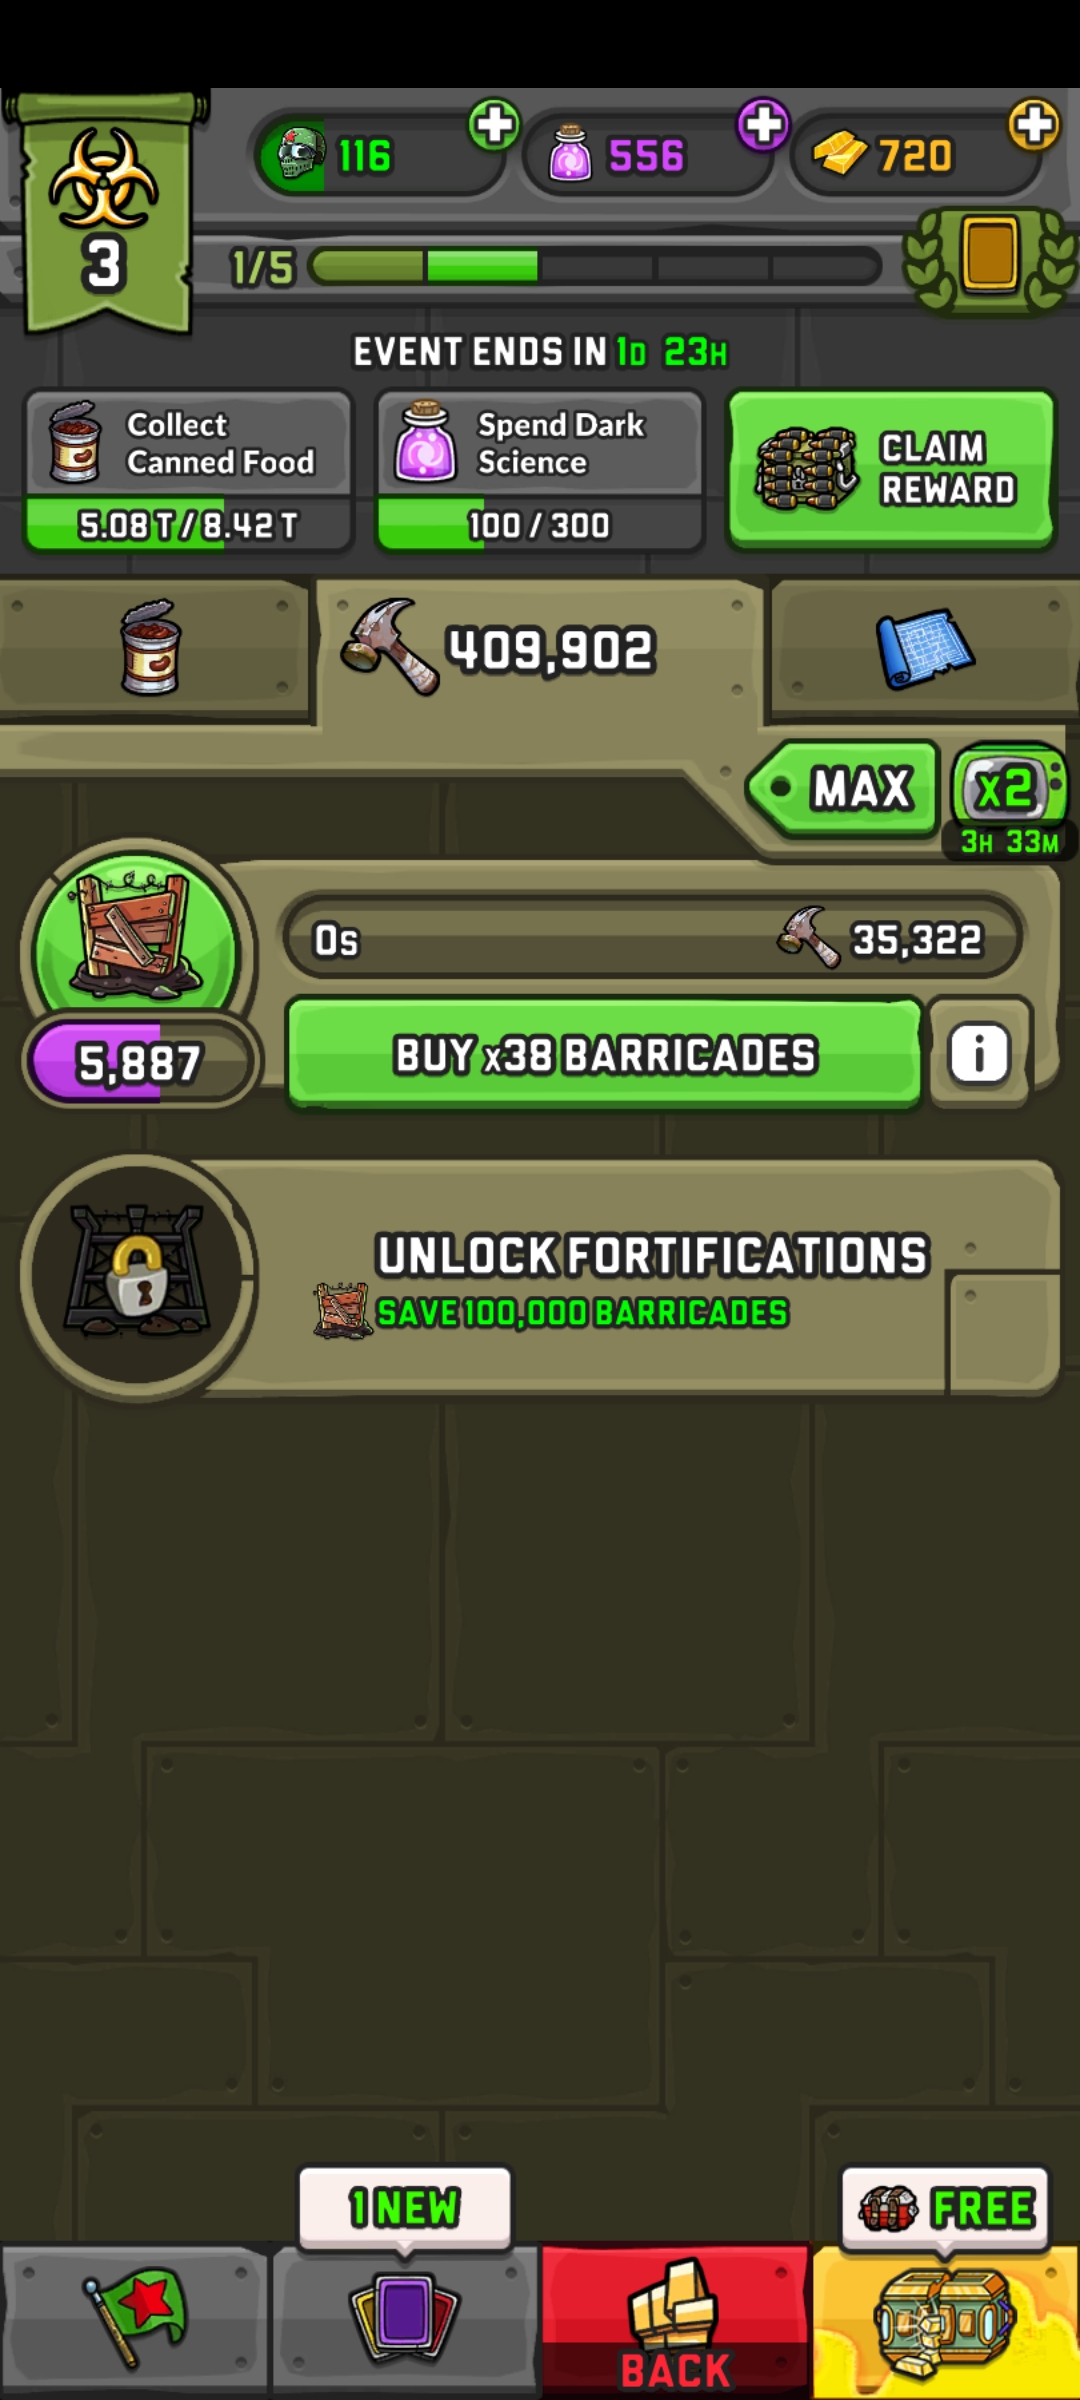 116
556
720
3
1/5
EVENT ENDS IN 1D 23H
Collect
Canned Food
5.08 T / 8.42 T
Spend Dark
Science
100 / 300
CLAIM
REWARD
409,902
MAX
x2
3H 33M
0s
35,322
5,887
BUY x38 BARRICADES
i
UNLOCK FORTIFICATIONS
SAVE 100,000 BARRICADES
1 NEW
FREE
BACK